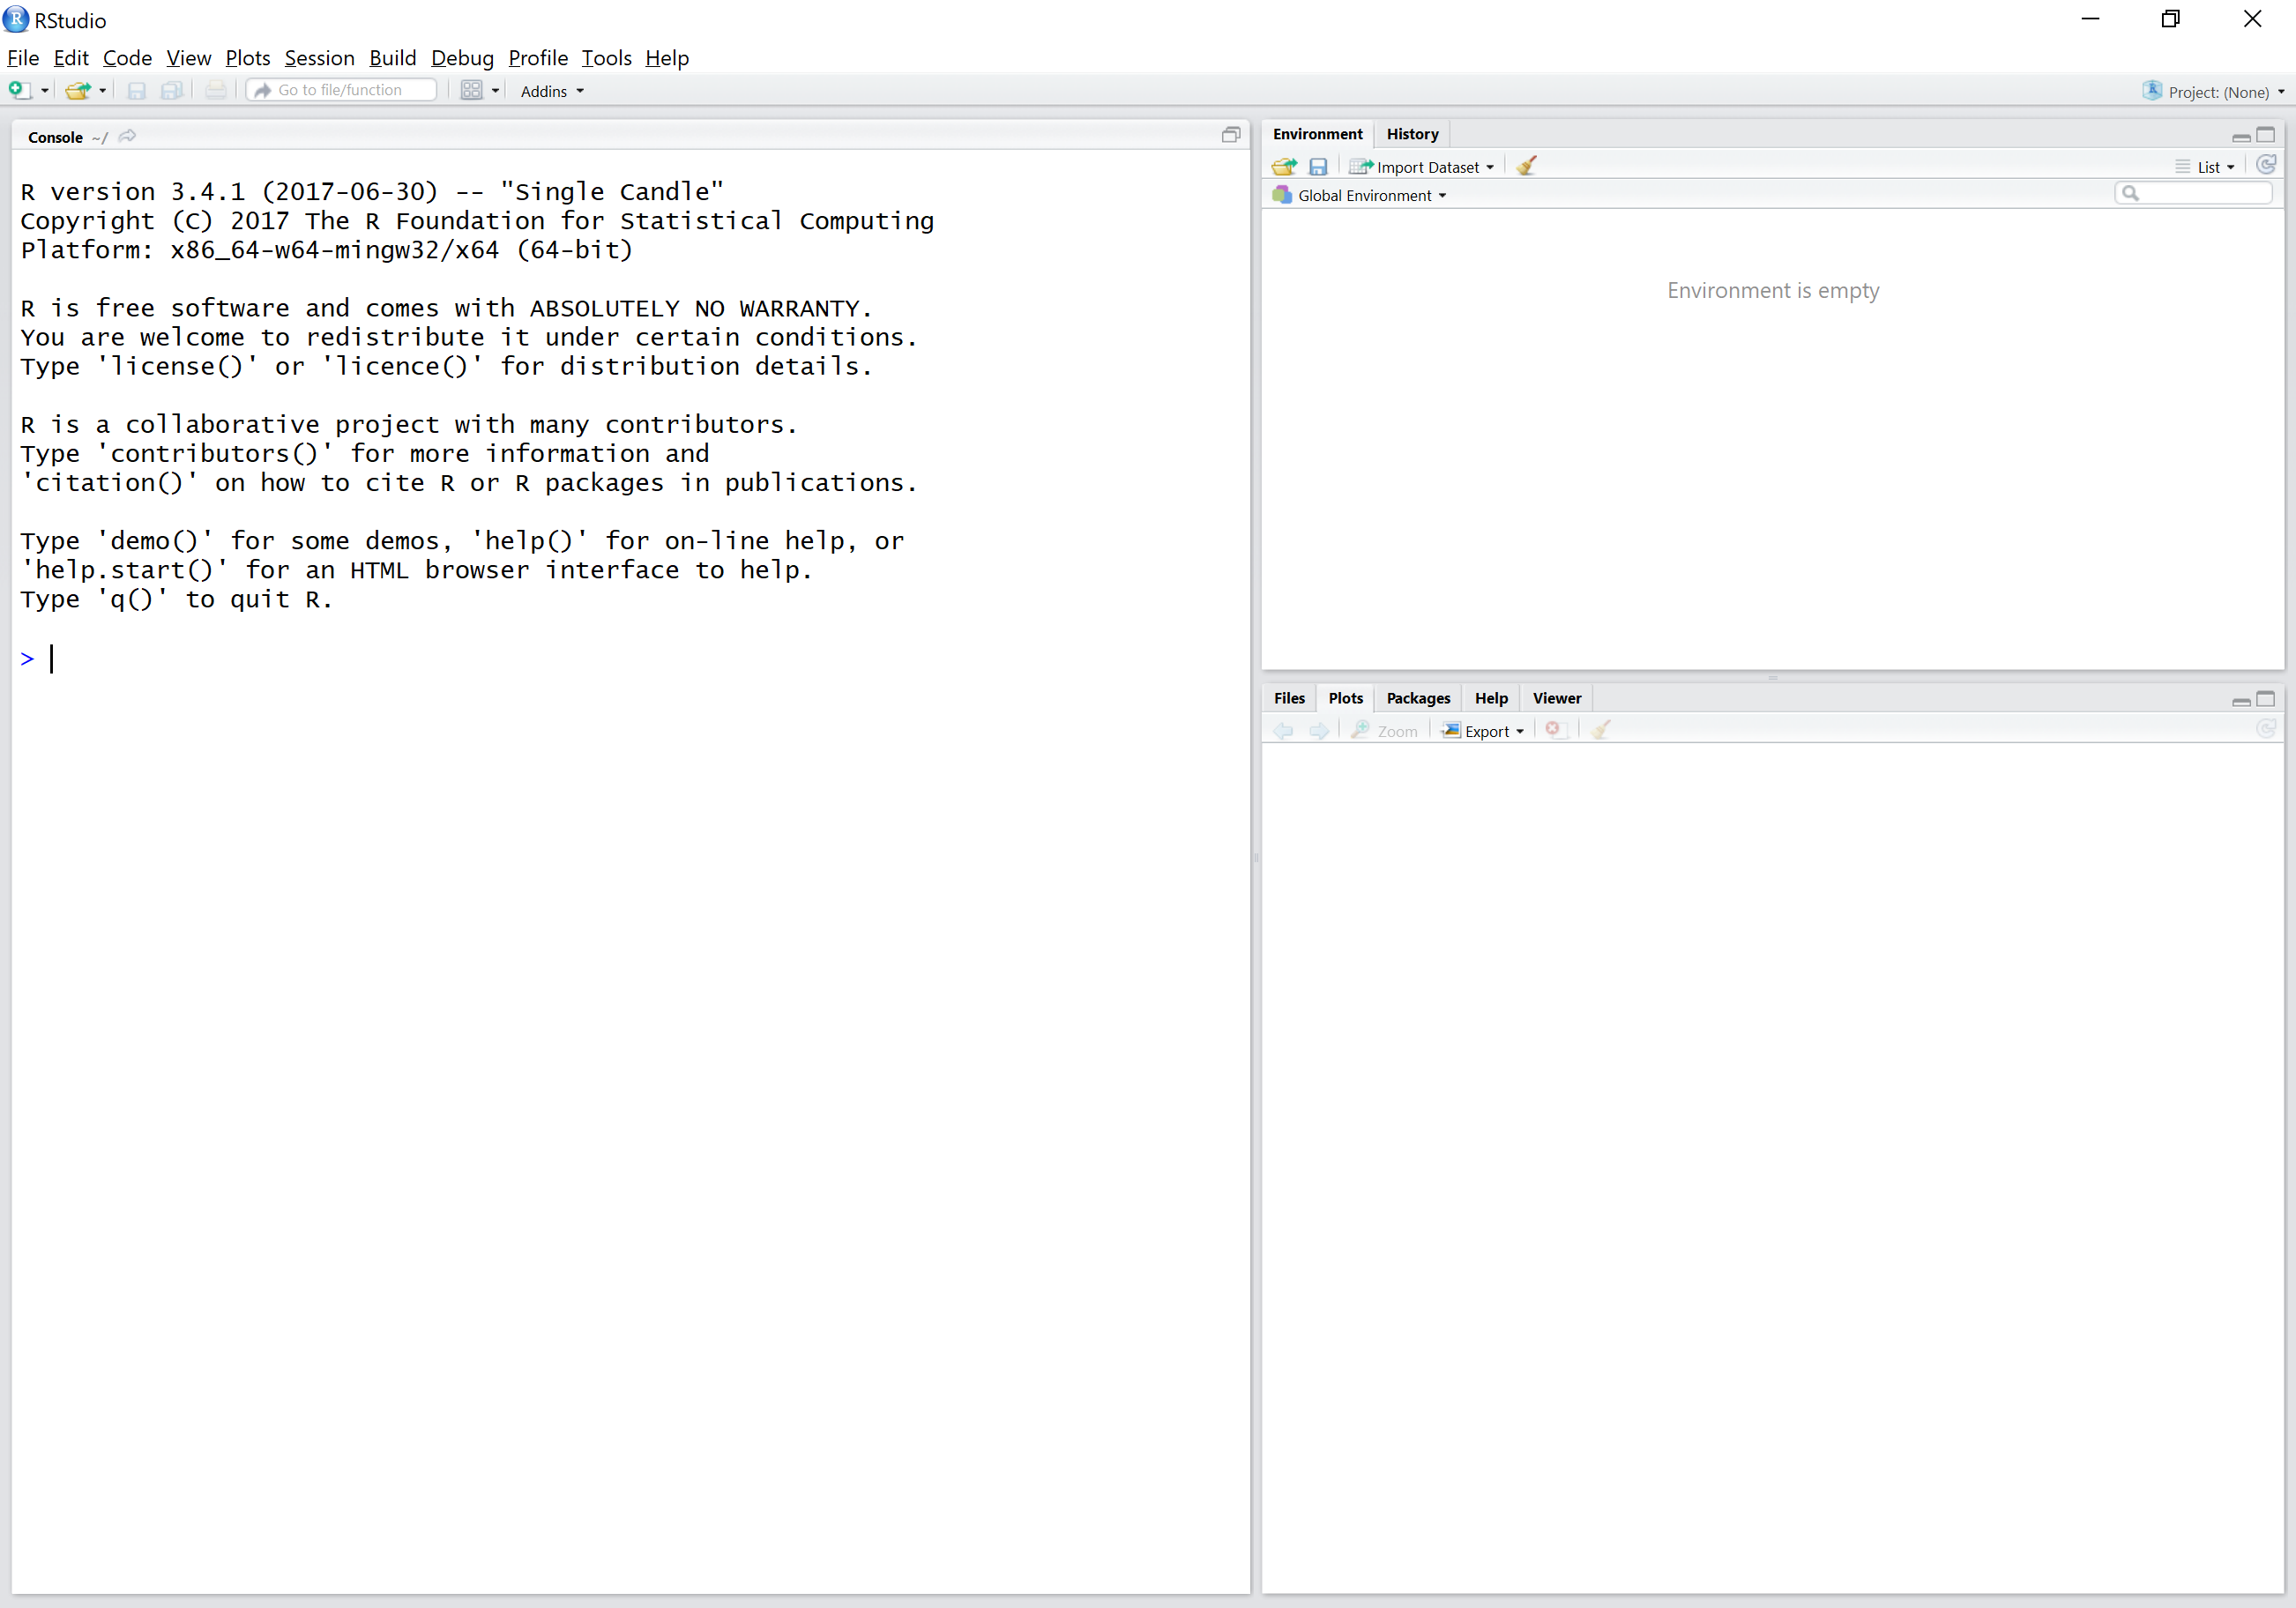 RStudio
File Edit Code View Plots Session Build Debug Profile Tools Help
Go to file/function Addins Project: (None)
Console ~/
R version 3.4.1 (2017-06-30) -- "Single Candle"
Copyright (C) 2017 The R Foundation for Statistical Computing
Platform: x86_64-w64-mingw32/x64 (64-bit)
R is free software and comes with ABSOLUTELY NO WARRANTY.
You are welcome to redistribute it under certain conditions.
Type 'license()' or 'licence()' for distribution details.
R is a collaborative project with many contributors.
Type 'contributors()' for more information and
'citation()' on how to cite R or R packages in publications.
Type 'demo()' for some demos, 'help()' for on-line help, or
'help.start()' for an HTML browser interface to help.
Type 'q()' to quit R.
>
Environment History
Import Dataset List
Global Environment
Environment is empty
Files Plots Packages Help Viewer
Zoom Export